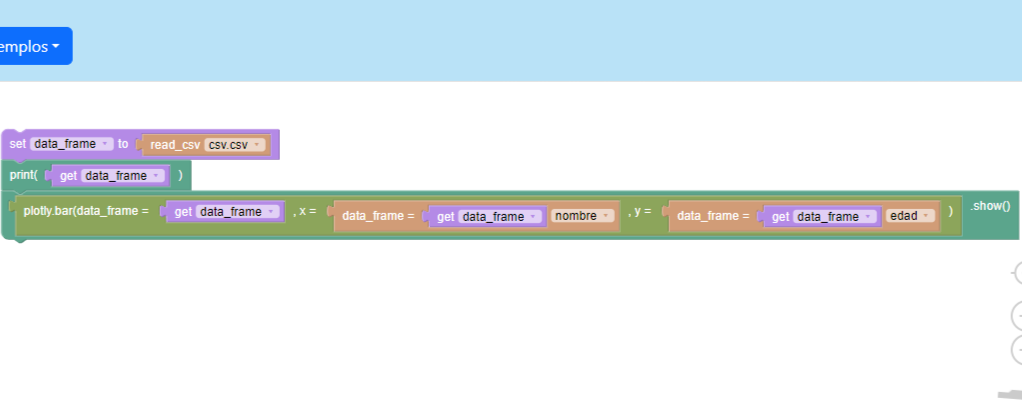 emplos
set data_frame to read_csv csv.csv
print( get data_frame )
plotly.bar(data_frame = get data_frame , x = data_frame = get data_frame nombre , y = data_frame = get data_frame edad ) .show()